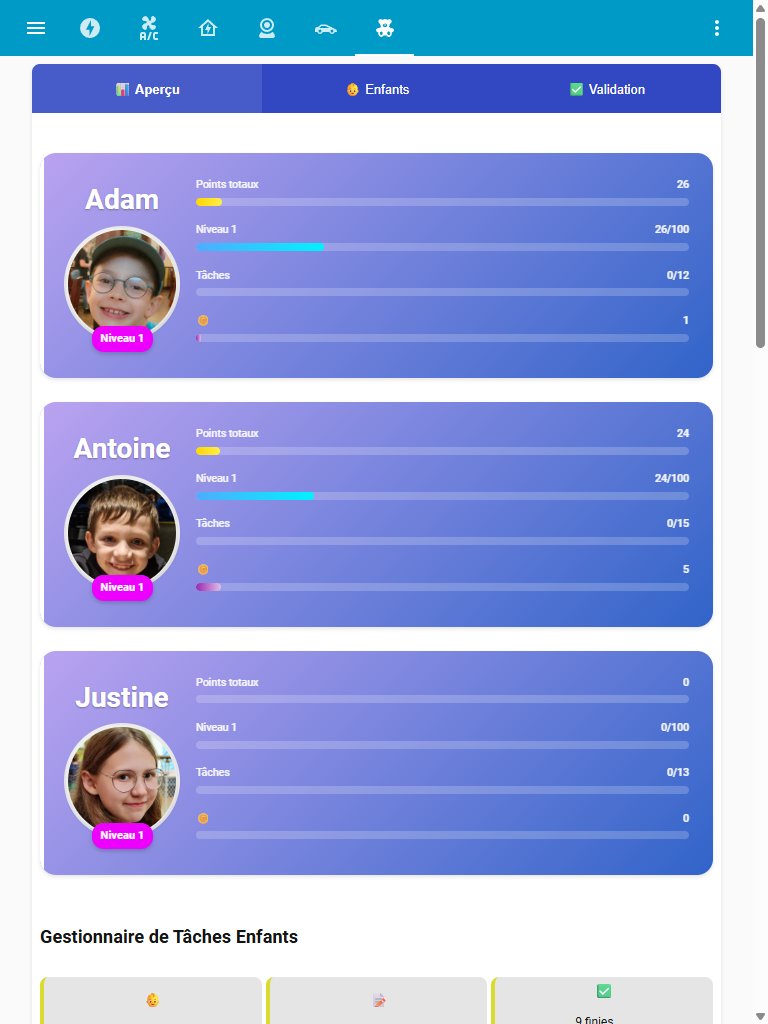 A/C
Aperçu
Enfants
Validation
Adam
Niveau 1
Points totaux 26
Niveau 1 26/100
Tâches 0/12
1
Antoine
Niveau 1
Points totaux 24
Niveau 1 24/100
Tâches 0/15
5
Justine
Niveau 1
Points totaux 0
Niveau 1 0/100
Tâches 0/13
0
Gestionnaire de Tâches Enfants
9 finies